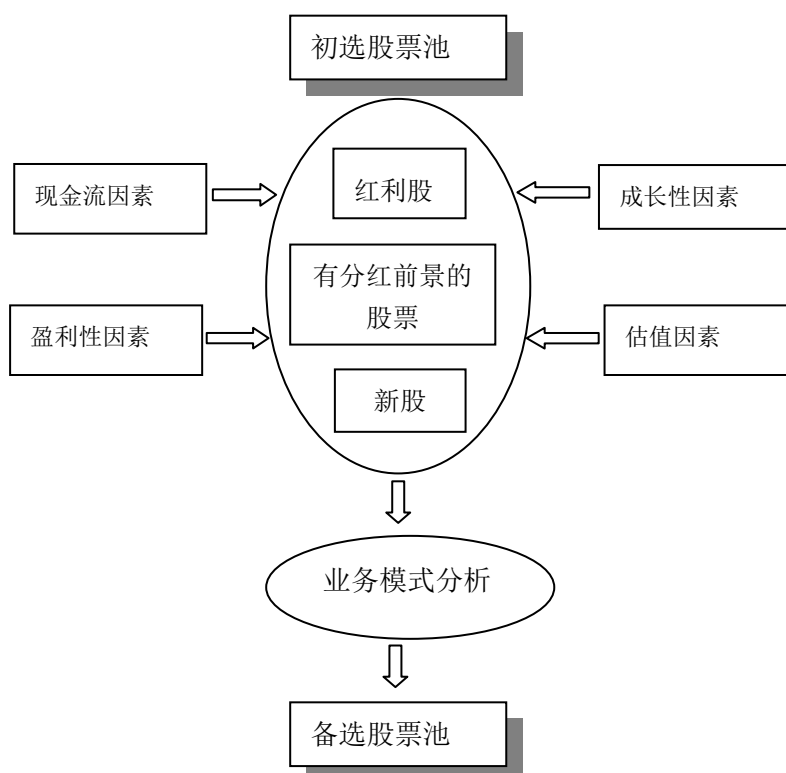 初选股票池
红利股
现金流因素
成长性因素
有分红前景的
股票
盈利性因素
估值因素
新股
业务模式分析
备选股票池